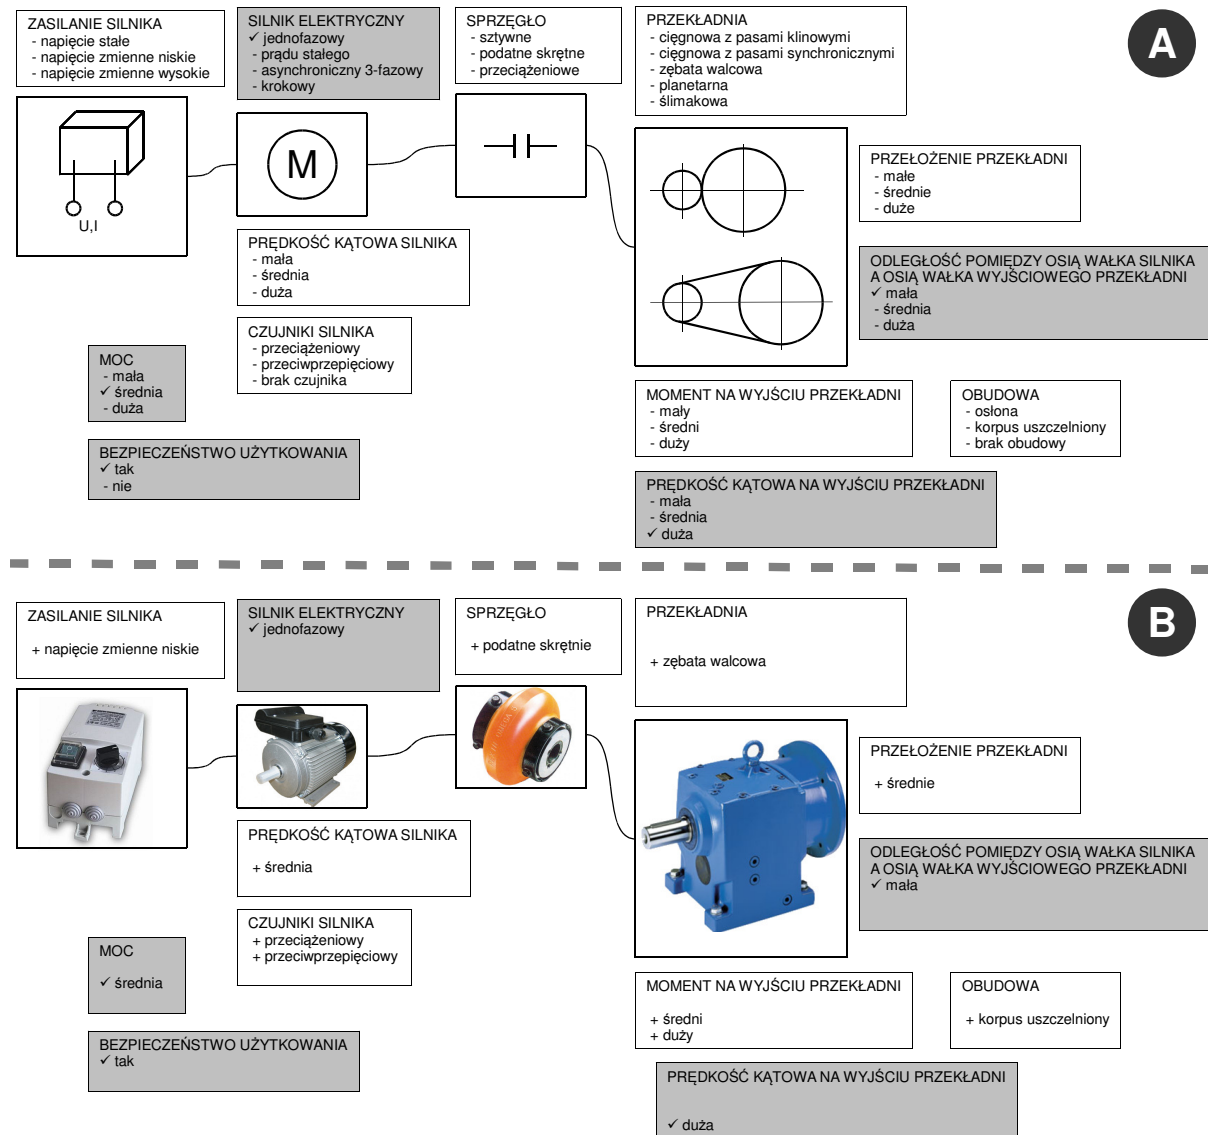 ZASILANIE SILNIKA
- napięcie stałe
- napięcie zmienne niskie
- napięcie zmienne wysokie
SILNIK ELEKTRYCZNY
✓ jednofazowy
- prądu stałego
- asynchroniczny 3-fazowy
- krokowy
SPRZĘGŁO
- sztywne
- podatne skrętne
- przeciążeniowe
PRZEKŁADNIA
- cięgnowa z pasami klinowymi
- cięgnowa z pasami synchronicznymi
- zębata walcowa
- planetarna
- ślimakowa
A
U,I
M
PRZEŁOŻENIE PRZEKŁADNI
- małe
- średnie
- duże
PRĘDKOŚĆ KĄTOWA SILNIKA
- mała
- średnia
- duża
ODLEGŁOŚĆ POMIĘDZY OSIĄ WAŁKA SILNIKA
A OSIĄ WAŁKA WYJŚCIOWEGO PRZEKŁADNI
✓ mała
- średnia
- duża
CZUJNIKI SILNIKA
- przeciążeniowy
- przeciwprzepięciowy
- brak czujnika
MOC
- mała
✓ średnia
- duża
MOMENT NA WYJŚCIU PRZEKŁADNI
- mały
- średni
- duży
OBUDOWA
- osłona
- korpus uszczelniony
- brak obudowy
BEZPIECZEŃSTWO UŻYTKOWANIA
✓ tak
- nie
PRĘDKOŚĆ KĄTOWA NA WYJŚCIU PRZEKŁADNI
- mała
- średnia
✓ duża
ZASILANIE SILNIKA
+ napięcie zmienne niskie
SILNIK ELEKTRYCZNY
✓ jednofazowy
SPRZĘGŁO
+ podatne skrętnie
PRZEKŁADNIA
+ zębata walcowa
B
PRZEŁOŻENIE PRZEKŁADNI
+ średnie
PRĘDKOŚĆ KĄTOWA SILNIKA
+ średnia
ODLEGŁOŚĆ POMIĘDZY OSIĄ WAŁKA SILNIKA
A OSIĄ WAŁKA WYJŚCIOWEGO PRZEKŁADNI
✓ mała
CZUJNIKI SILNIKA
+ przeciążeniowy
+ przeciwprzepięciowy
MOC
✓ średnia
MOMENT NA WYJŚCIU PRZEKŁADNI
+ średni
+ duży
OBUDOWA
+ korpus uszczelniony
BEZPIECZEŃSTWO UŻYTKOWANIA
✓ tak
PRĘDKOŚĆ KĄTOWA NA WYJŚCIU PRZEKŁADNI
✓ duża